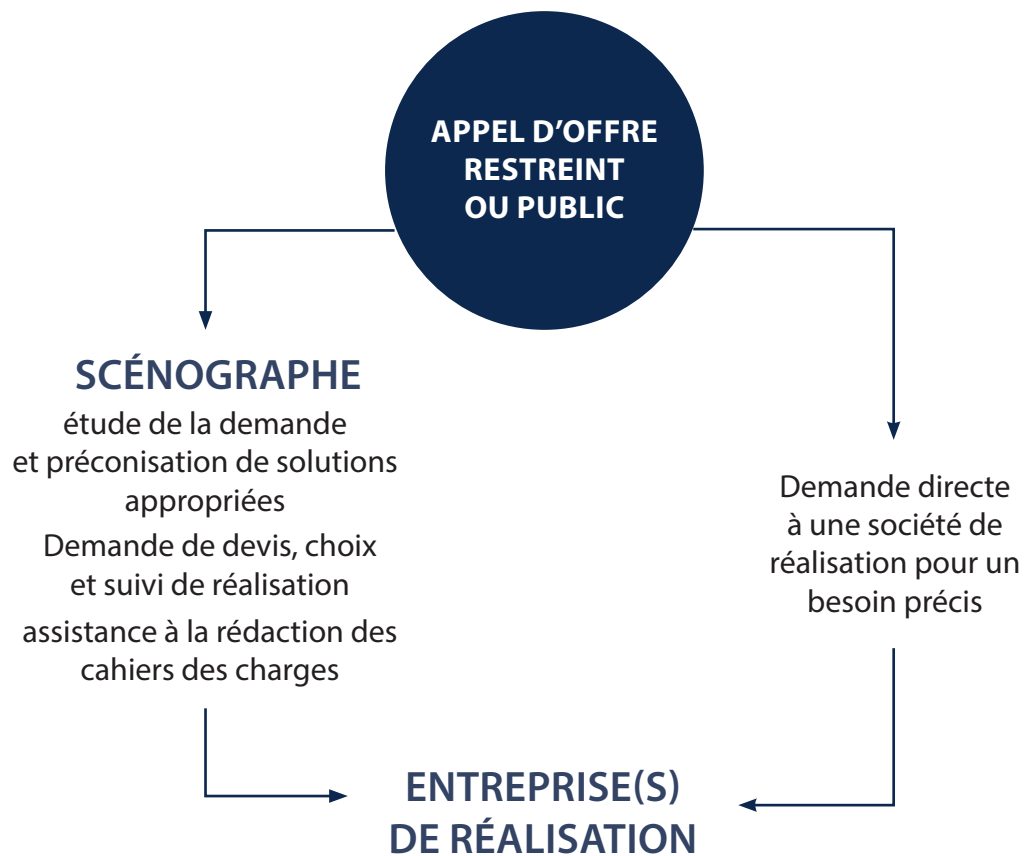 APPEL D’OFFRE
RESTREINT
OU PUBLIC
SCÉNOGRAPHE
étude de la demande
et préconisation de solutions
appropriées
Demande de devis, choix
et suivi de réalisation
assistance à la rédaction des
cahiers des charges
Demande directe
à une société de
réalisation pour un
besoin précis
ENTREPRISE(S)
DE RÉALISATION